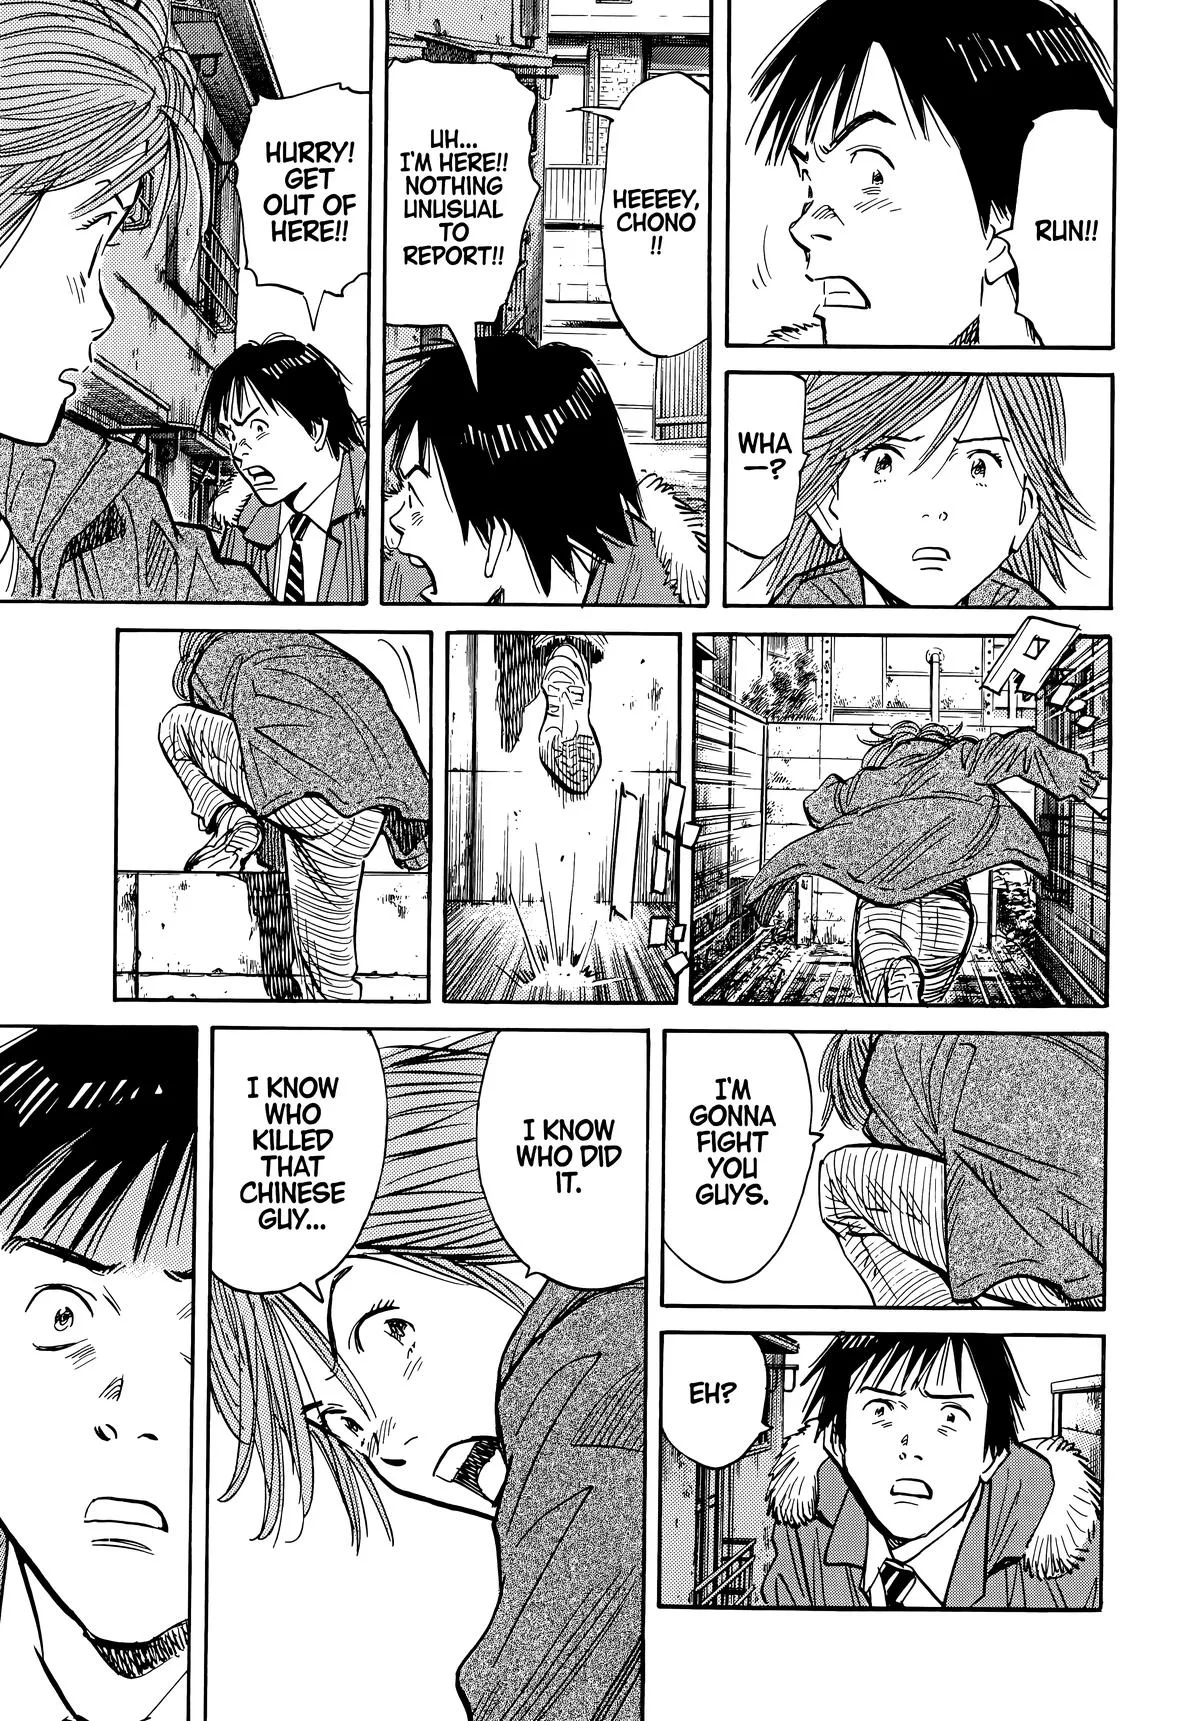 RUN!!
WHA
—?
HEEEEY,
CHONO
!!
UH...
I'M HERE!!
NOTHING
UNUSUAL
TO
REPORT!!
HURRY!
GET
OUT OF
HERE!!
I'M
GONNA
FIGHT
YOU
GUYS.
EH?
I KNOW
WHO DID
IT.
I KNOW
WHO
KILLED
THAT
CHINESE
GUY...